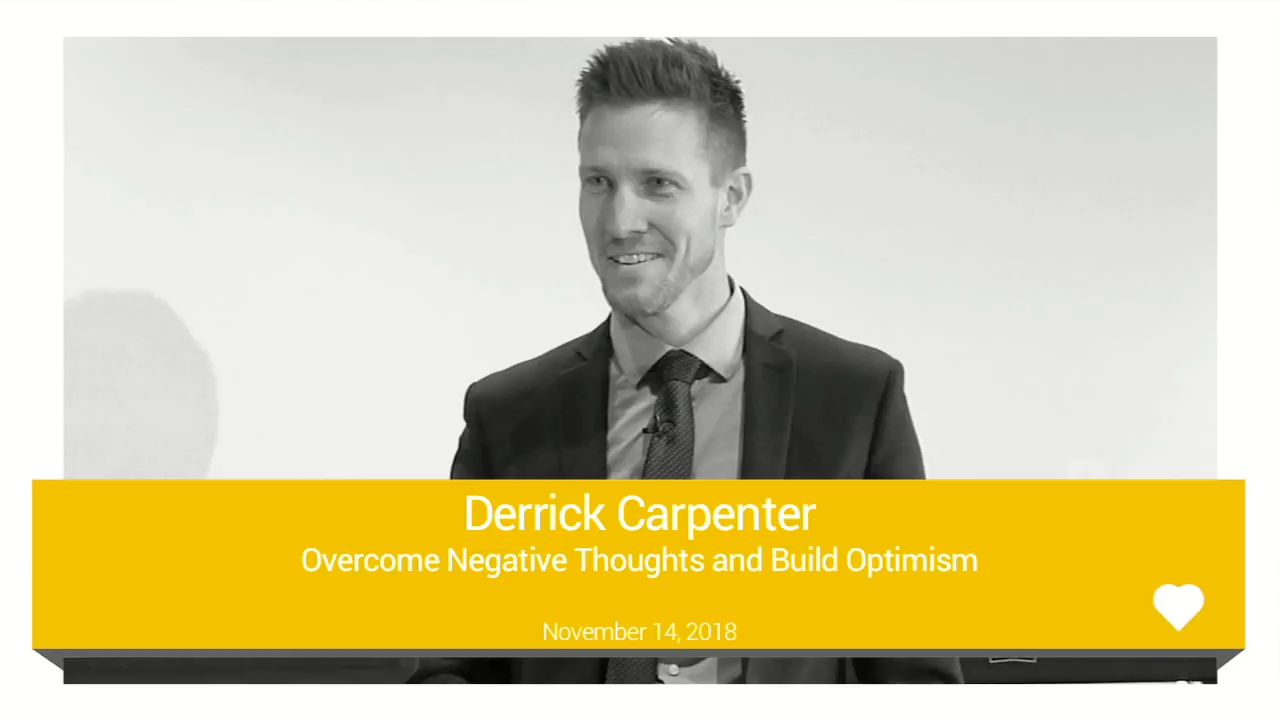 Derrick Carpenter
Overcome Negative Thoughts and Build Optimism
November 14, 2018